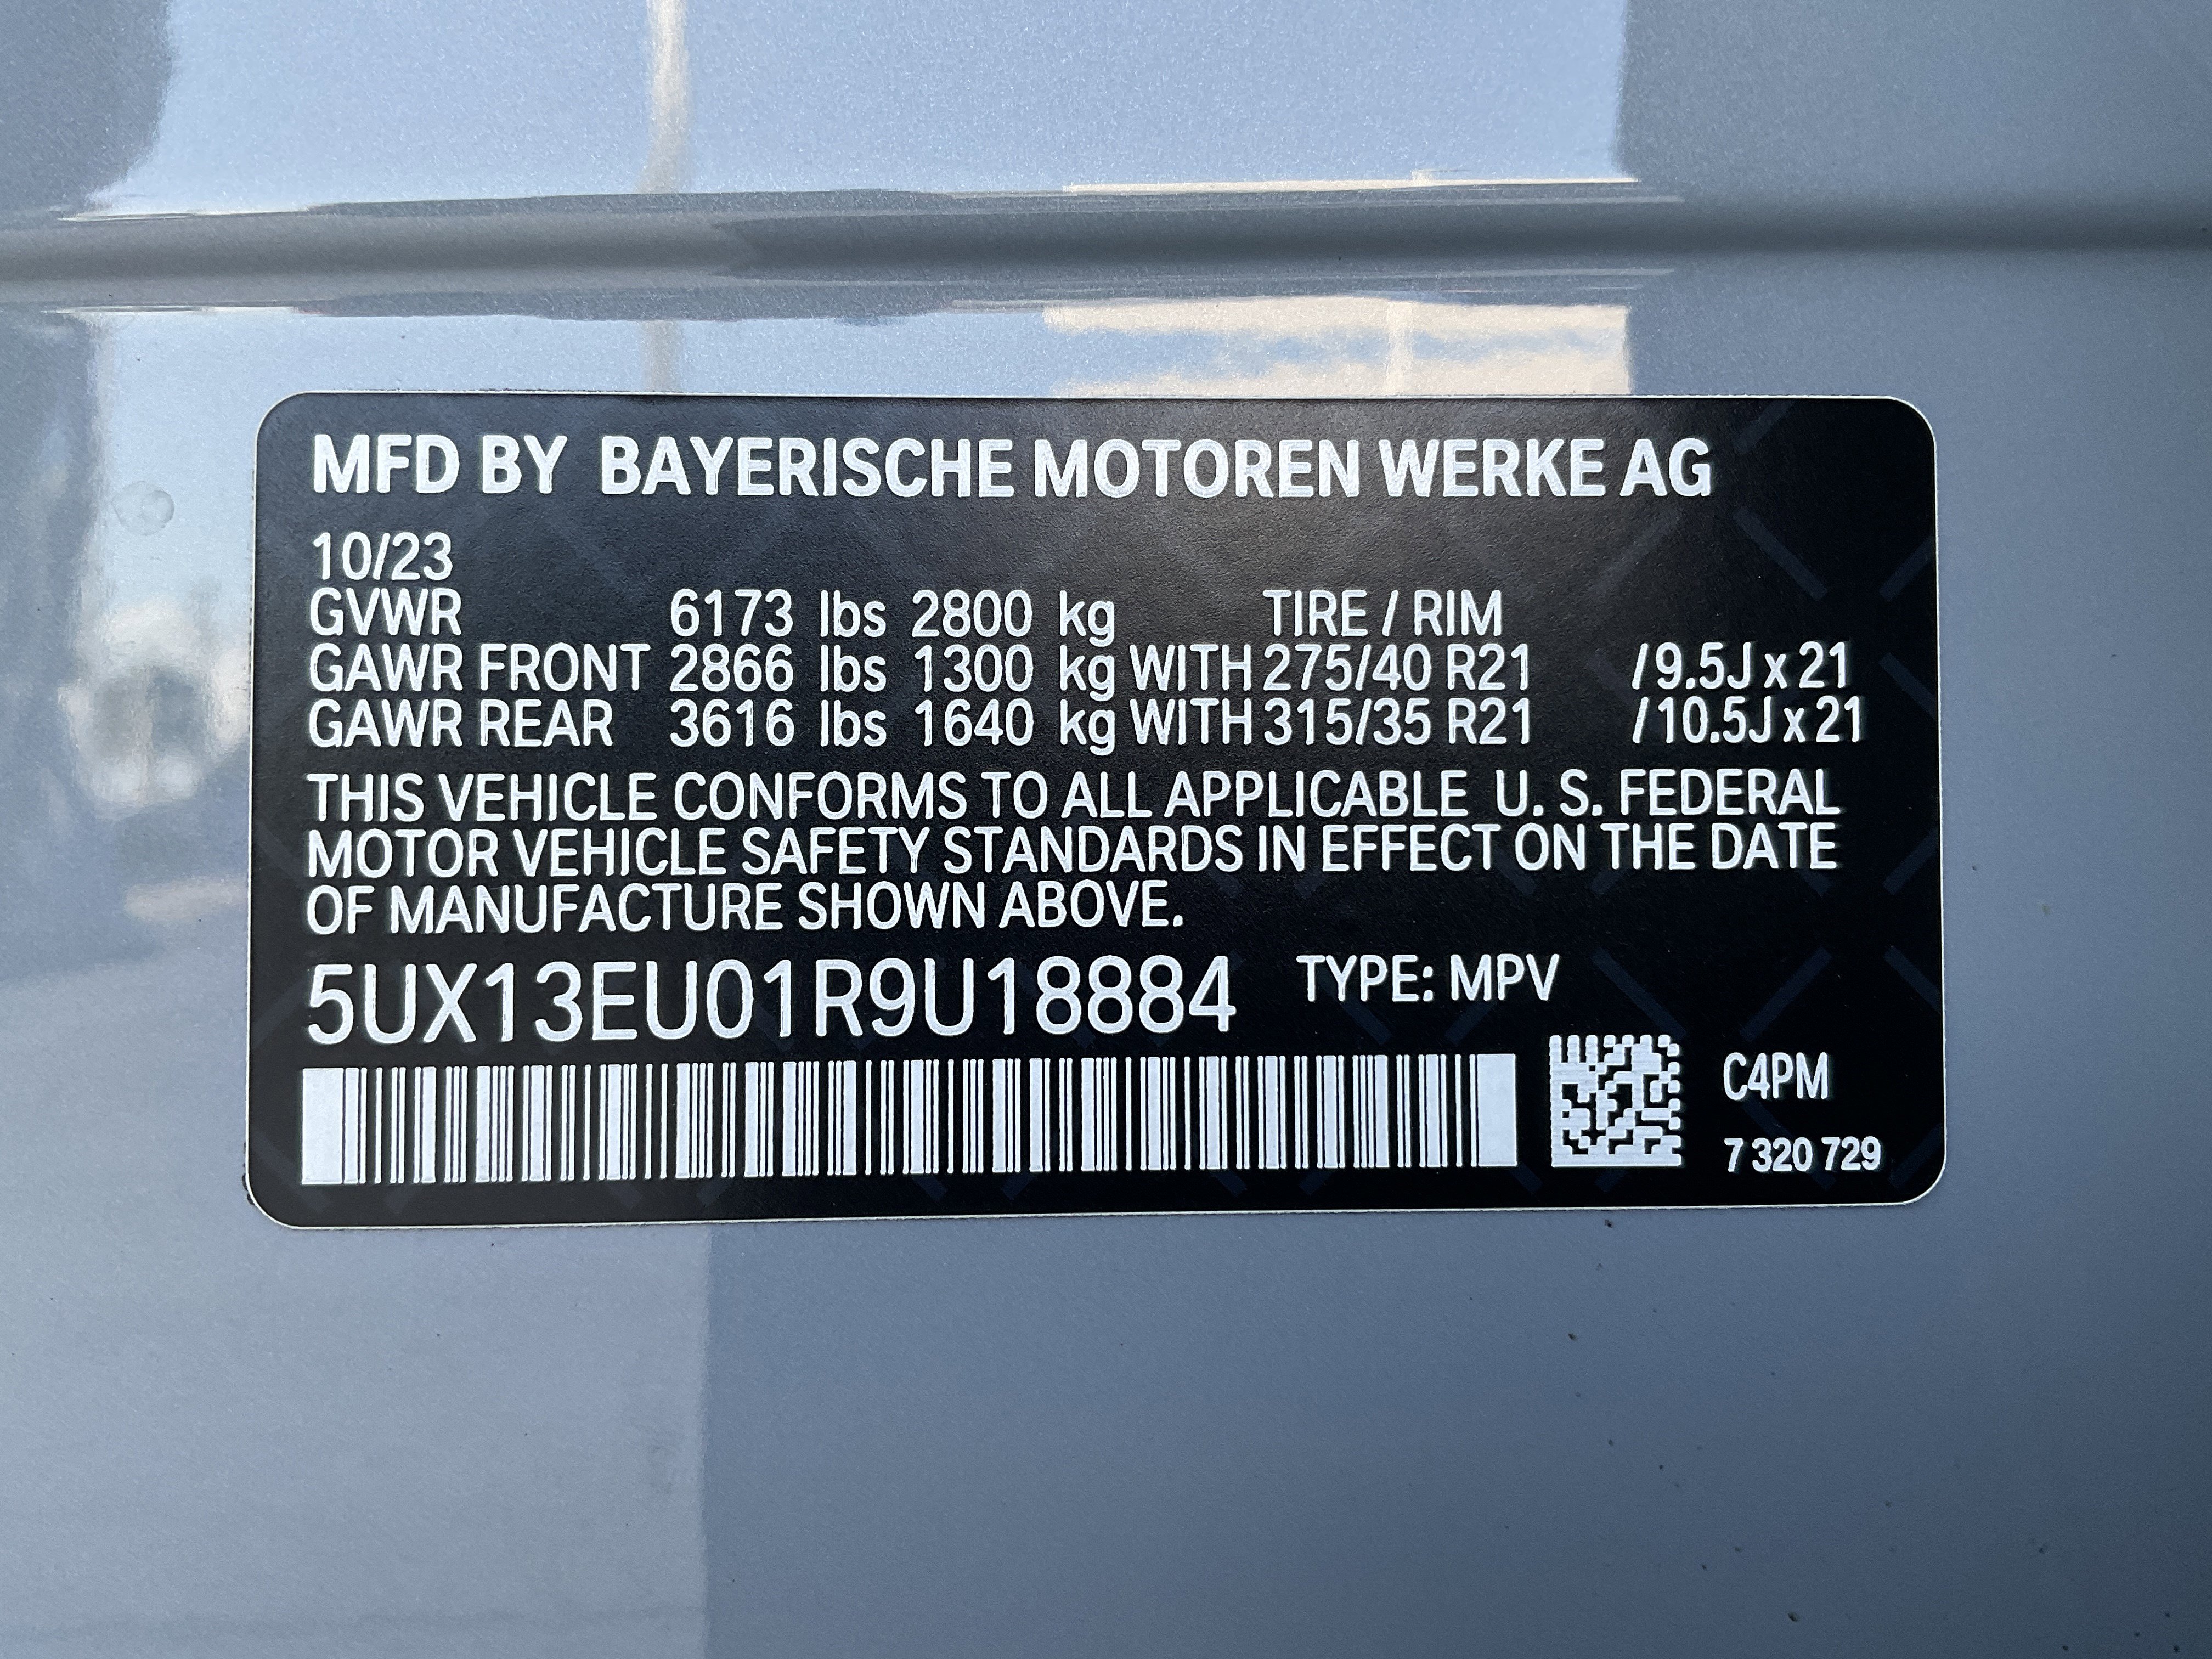 MFD BY BAYERISCHE MOTOREN WERKE AG
10/23
GVWR 6173 lbs 2800 kg TIRE / RIM
GAWR FRONT 2866 lbs 1300 kg WITH 275/40 R21 /9.5J x 21
GAWR REAR 3616 lbs 1640 kg WITH 315/35 R21 /10.5J x 21
THIS VEHICLE CONFORMS TO ALL APPLICABLE U. S. FEDERAL
MOTOR VEHICLE SAFETY STANDARDS IN EFFECT ON THE DATE
OF MANUFACTURE SHOWN ABOVE.
5UX13EU01R9U18884 TYPE: MPV
C4PM
7 320 729